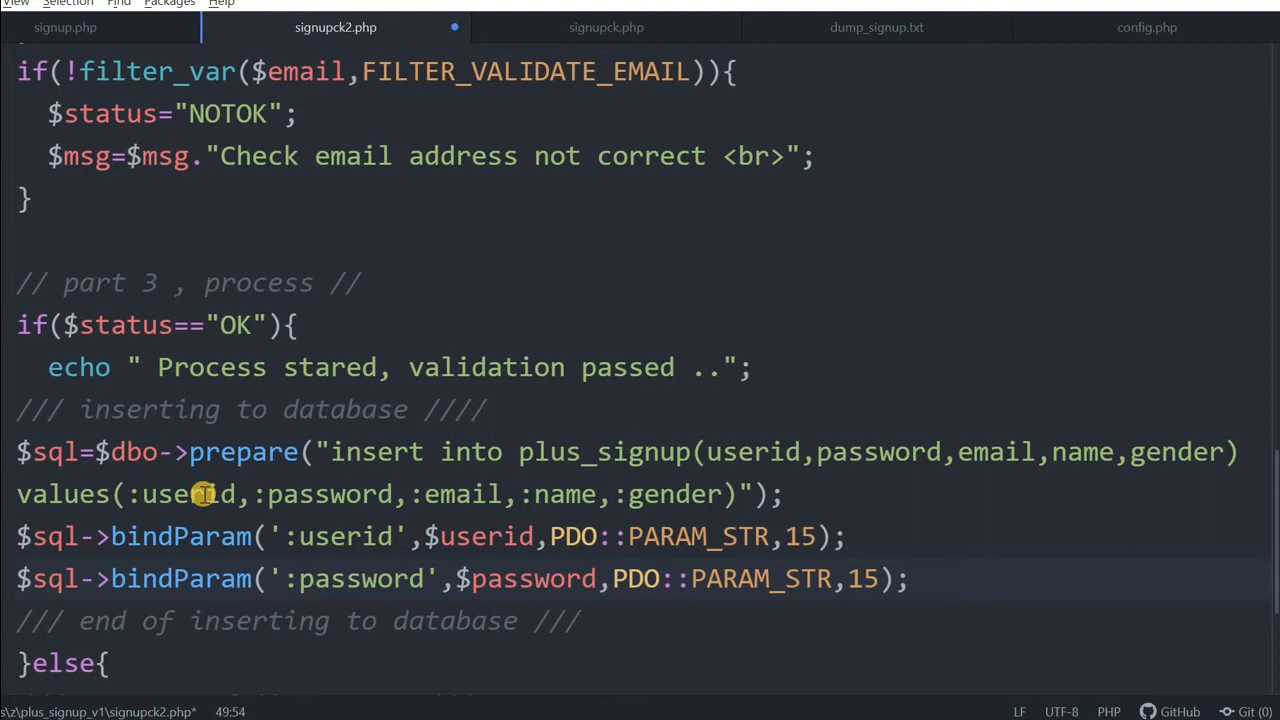 View Selection Find Packages Help
signup.php signupck2.php signupck.php dump_signup.txt config.php
if(!filter_var($email,FILTER_VALIDATE_EMAIL)){
$status="NOTOK";
$msg=$msg."Check email address not correct <br>";
}
// part 3 , process //
if($status=="OK"){
echo " Process stared, validation passed ..";
/// inserting to database ////
$sql=$dbo->prepare("insert into plus_signup(userid,password,email,name,gender)
values(:userid,:password,:email,:name,:gender)");
$sql->bindParam(':userid',$userid,PDO::PARAM_STR,15);
$sql->bindParam(':password',$password,PDO::PARAM_STR,15);
/// end of inserting to database ///
}else{
s\z\plus_signup_v1\signupck2.php* 49:54 LF UTF-8 PHP GitHub Git (0)